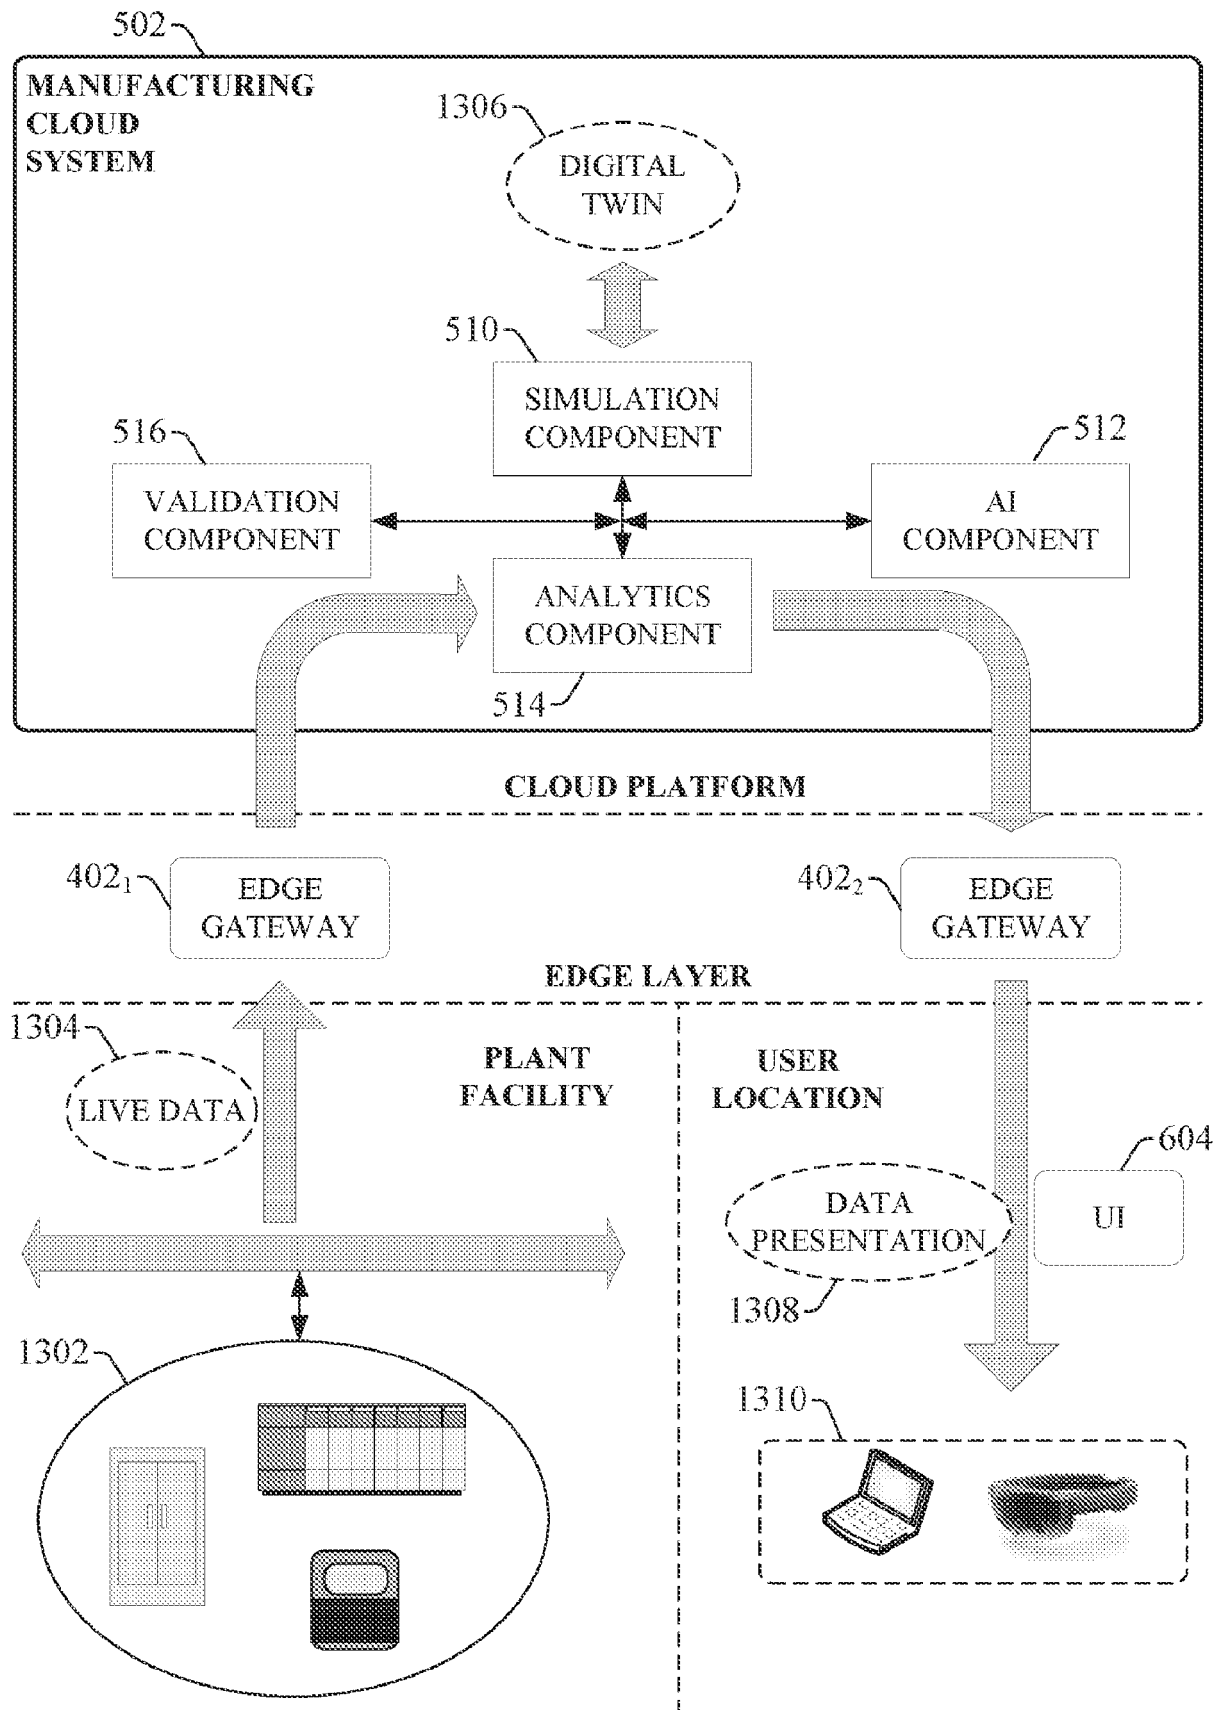 502
MANUFACTURING
CLOUD
SYSTEM
1306
DIGITAL
TWIN
510
SIMULATION
COMPONENT
516
VALIDATION
COMPONENT
512
AI
COMPONENT
ANALYTICS
COMPONENT
514
CLOUD PLATFORM
402₁
EDGE
GATEWAY
402₂
EDGE
GATEWAY
EDGE LAYER
1304
LIVE DATA
PLANT
FACILITY
USER
LOCATION
604
UI
DATA
PRESENTATION
1308
1302
1310